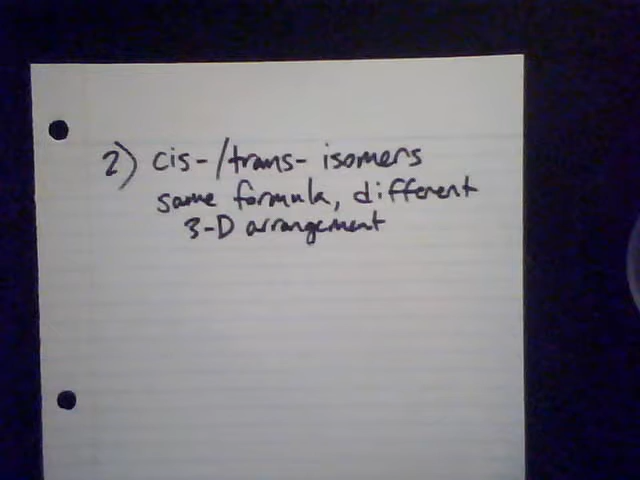 2) cis-/trans- isomers
same formula, different
3-D arrangement